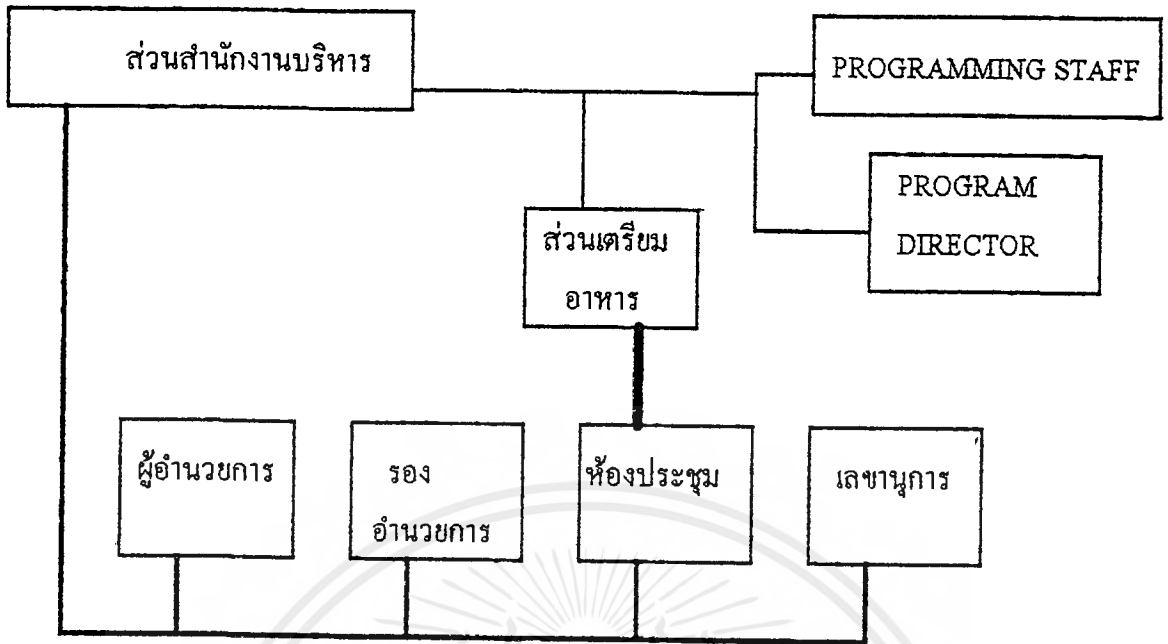 ส่วนสำนักงานบริหาร
PROGRAMMING STAFF
PROGRAM
DIRECTOR
ส่วนเตรียม
อาหาร
ผู้อำนวยการ
รอง
อำนวยการ
ห้องประชุม
เลขานุการ